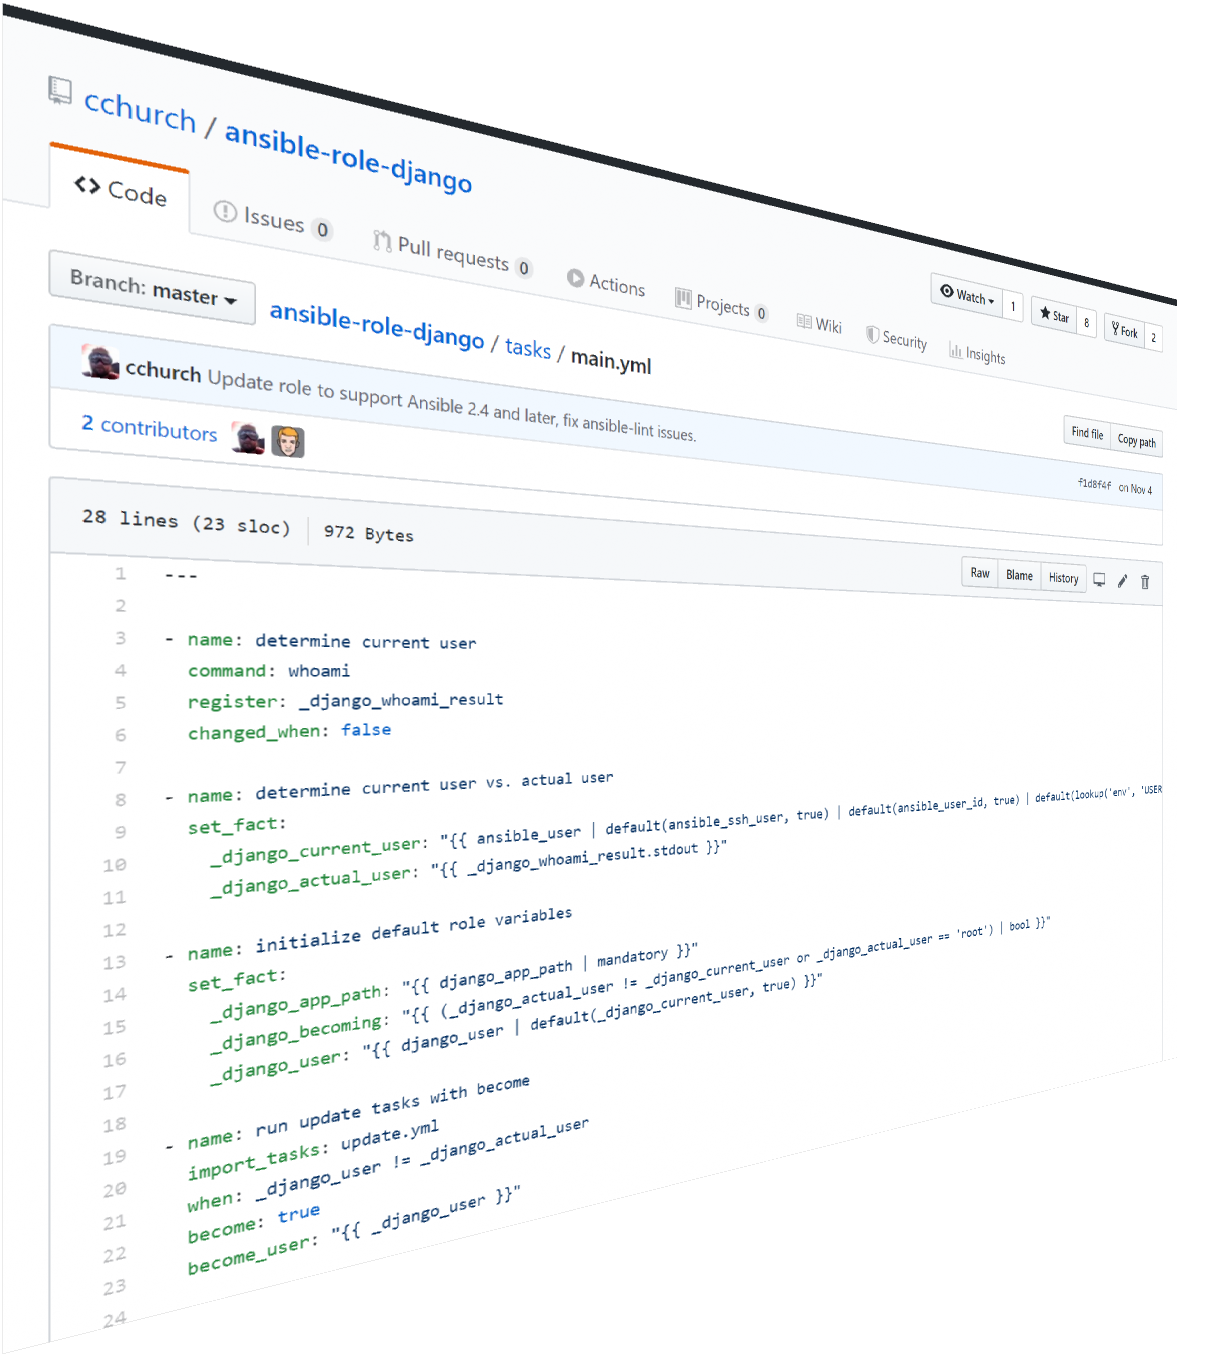 cchurch / ansible-role-django
Watch 1 Star 8 Fork 2
Code Issues 0 Pull requests 0 Actions Projects 0 Wiki Security Insights
Branch: master ansible-role-django / tasks / main.yml
Find file Copy path
cchurch Update role to support Ansible 2.4 and later, fix ansible-lint issues.
f1d8f4f on Nov 4
2 contributors
28 lines (23 sloc) 972 Bytes
Raw Blame History
1 ---
2
3 - name: determine current user
4 command: whoami
5 register: _django_whoami_result
6 changed_when: false
7
8 - name: determine current user vs. actual user
9 set_fact:
10 _django_current_user: "{{ ansible_user | default(ansible_ssh_user, true) | default(ansible_user_id, true) | default(lookup('env', 'USER
11 _django_actual_user: "{{ _django_whoami_result.stdout }}"
12
13 - name: initialize default role variables
14 set_fact:
15 _django_app_path: "{{ django_app_path | mandatory }}"
16 _django_becoming: "{{ (_django_actual_user != _django_current_user or _django_actual_user == 'root') | bool }}"
17 _django_user: "{{ django_user | default(_django_current_user, true) }}"
18
19 - name: run update tasks with become
20 import_tasks: update.yml
21 when: _django_user != _django_actual_user
22 become: true
23 become_user: "{{ _django_user }}"
24